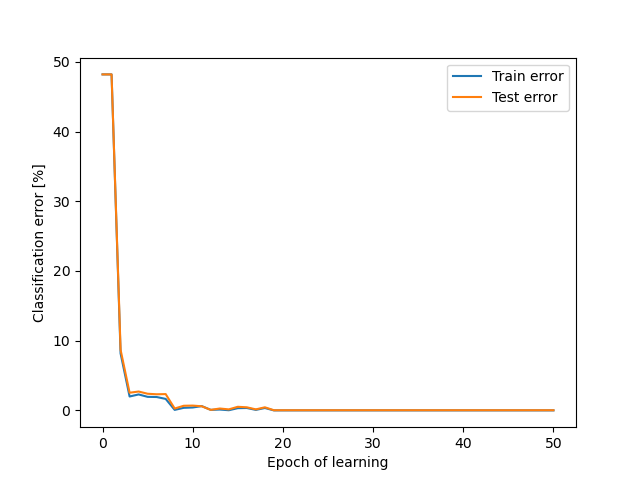 50
40
30
20
10
0
Classification error [%]
Train error
Test error
0 10 20 30 40 50
Epoch of learning